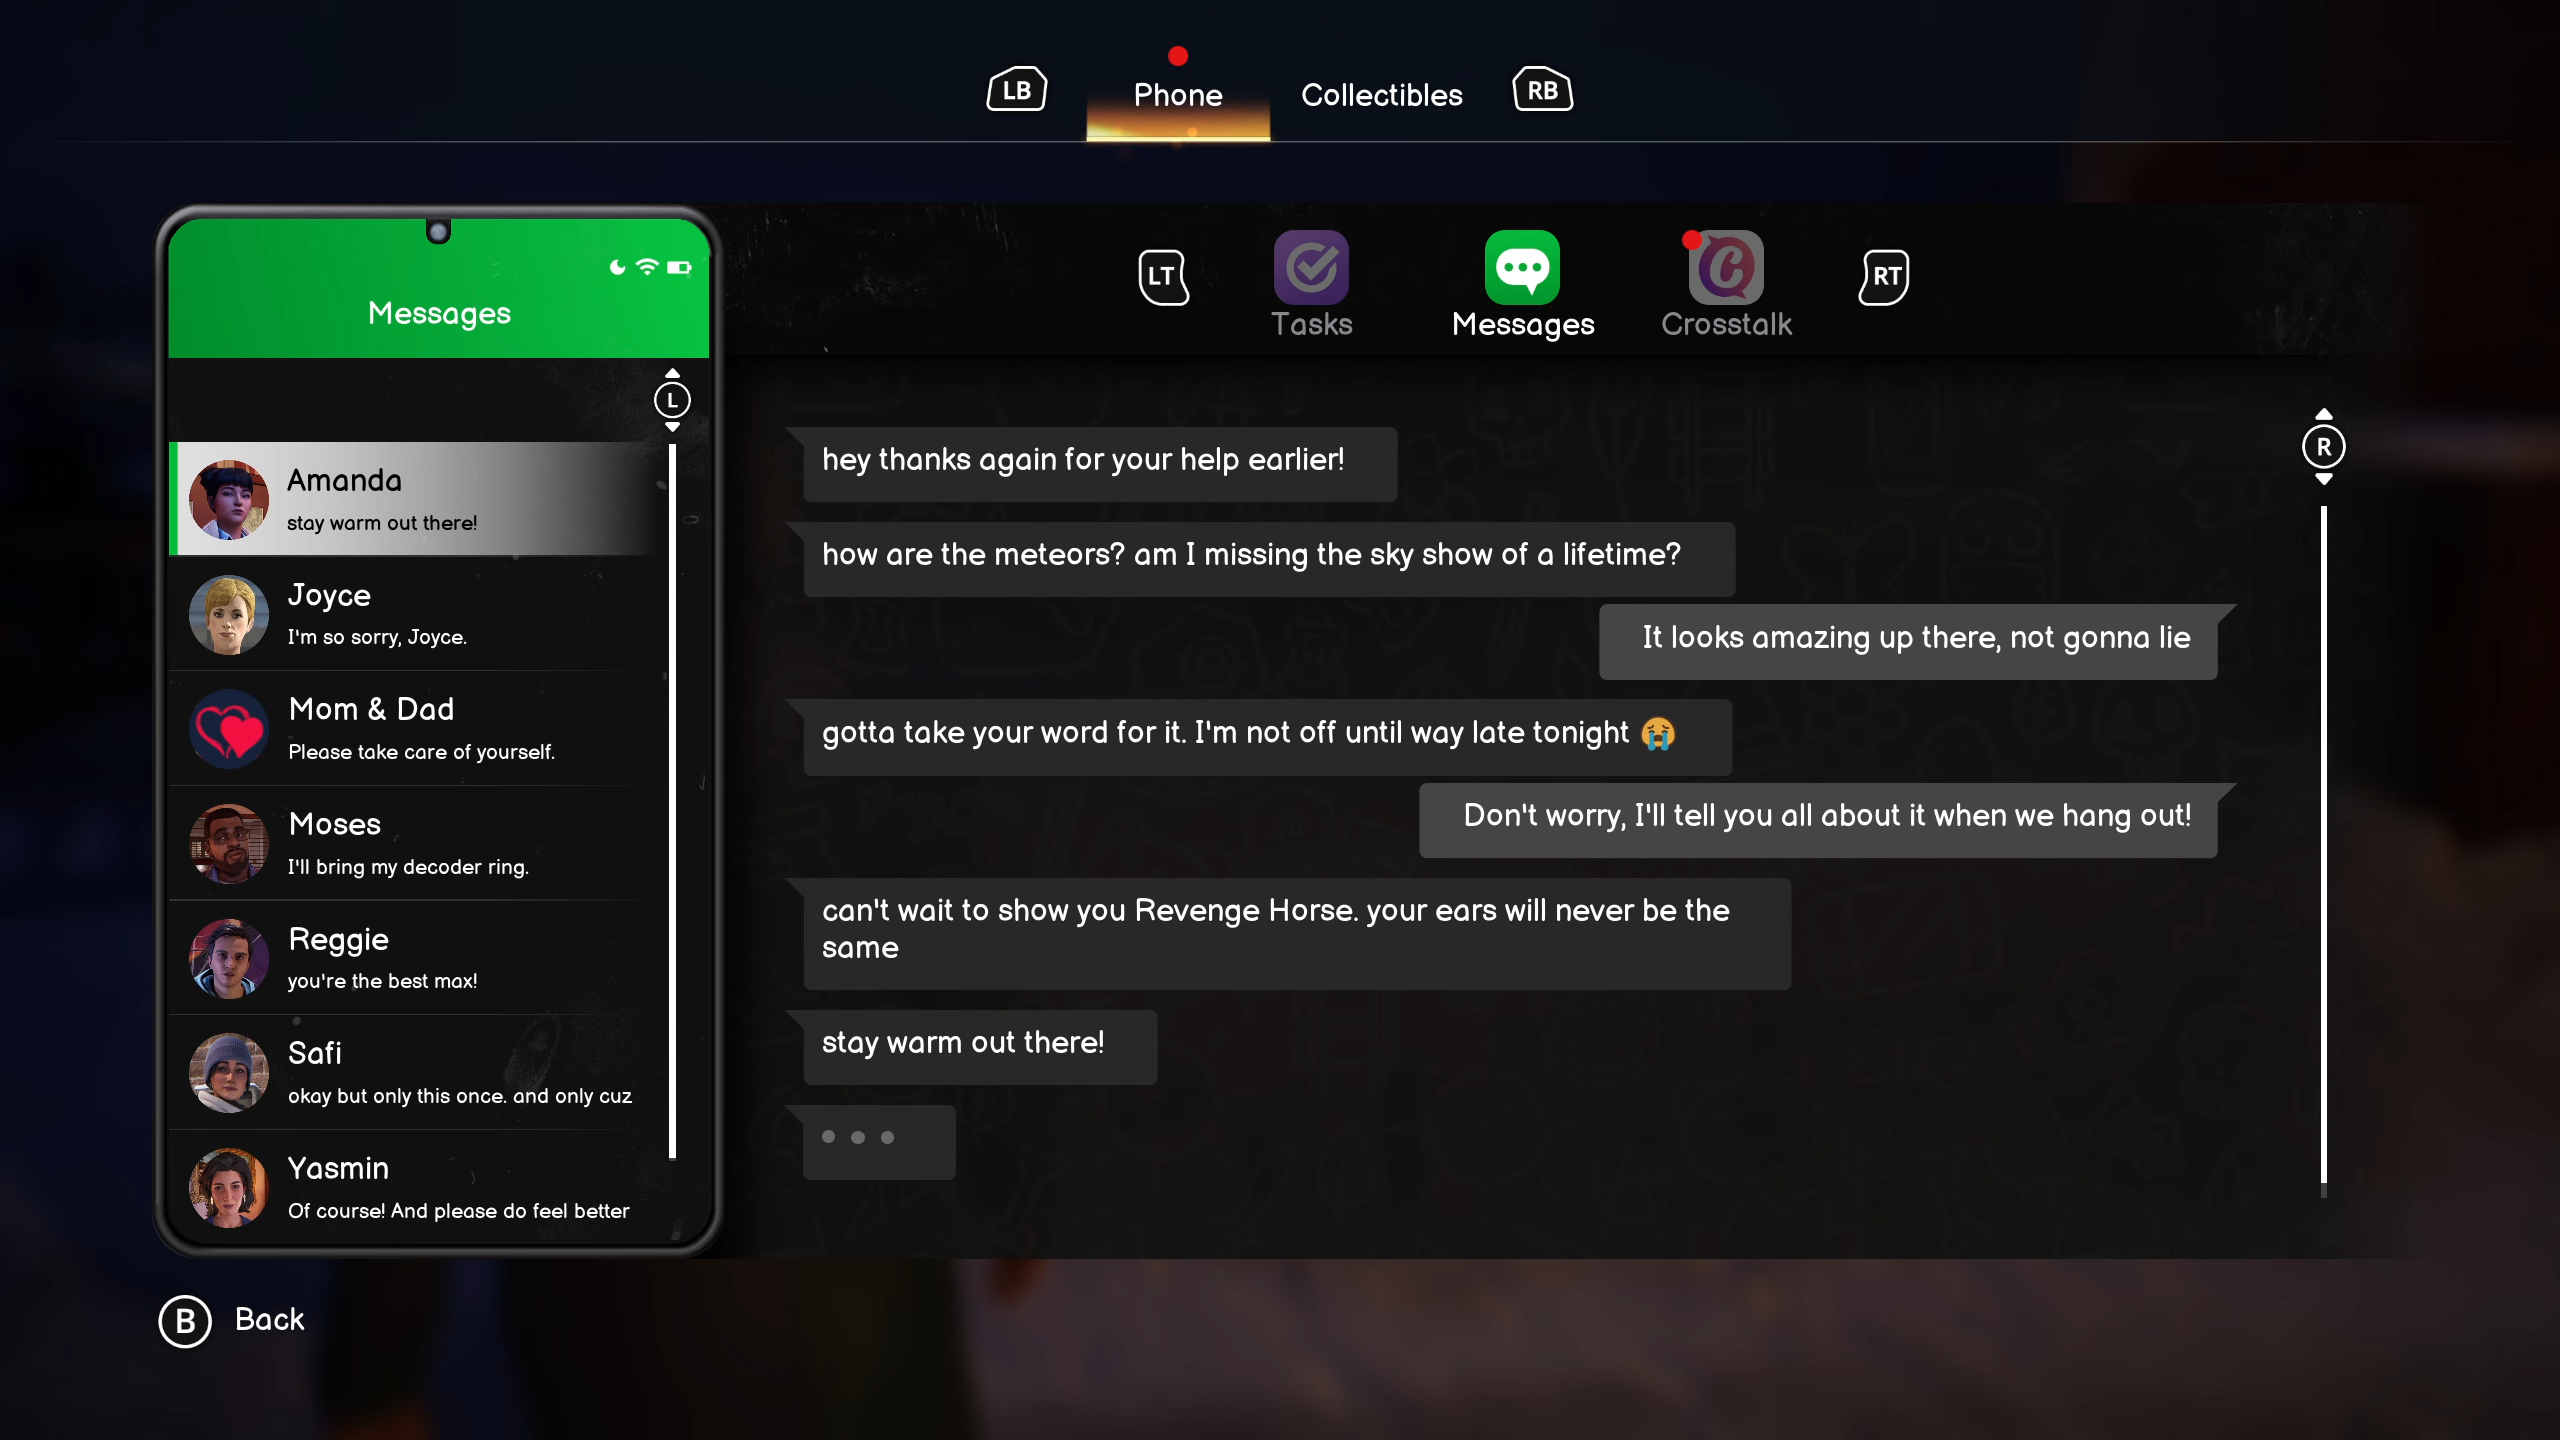 LB
Phone
Collectibles
RB
Messages
LT
Tasks
Messages
Crosstalk
RT
L
Amanda
stay warm out there!
Joyce
I'm so sorry, Joyce.
Mom & Dad
Please take care of yourself.
Moses
I'll bring my decoder ring.
Reggie
you're the best max!
Safi
okay but only this once. and only cuz
Yasmin
Of course! And please do feel better
R
hey thanks again for your help earlier!
how are the meteors? am I missing the sky show of a lifetime?
It looks amazing up there, not gonna lie
gotta take your word for it. I'm not off until way late tonight 😭
Don't worry, I'll tell you all about it when we hang out!
can't wait to show you Revenge Horse. your ears will never be the
same
stay warm out there!
B Back